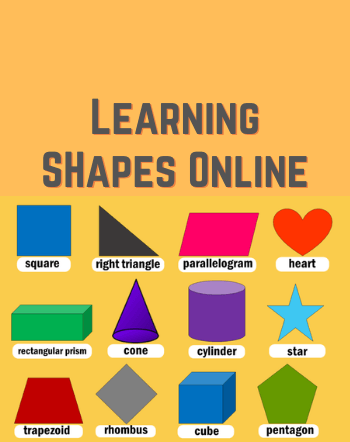 LEARNING
SHAPES ONLINE
square right triangle parallelogram heart
rectangular prism cone cylinder star
trapezoid rhombus cube pentagon